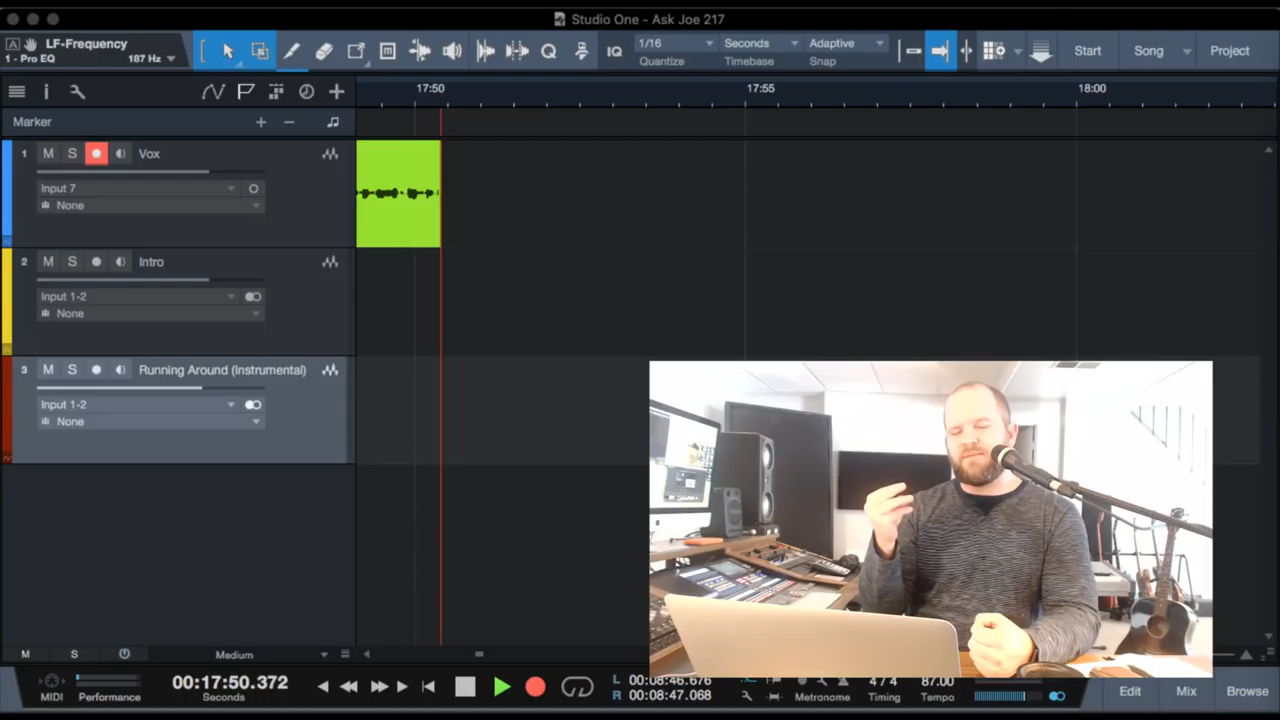 Studio One - Ask Joe 217
A LF-Frequency
1 - Pro EQ 187 Hz
IQ
1/16
Quantize
Seconds
Timebase
Adaptive
Snap
Start
Song
Project
17:50
17:55
18:00
Marker
1 M S Vox
Input 7
None
2 M S Intro
Input 1-2
None
3 M S Running Around (Instrumental)
Input 1-2
None
M S Medium
MIDI
Performance
00:17:50.372
Seconds
L 00:08:46.676
R 00:08:47.068
Metronome
4 / 4
Timing
87.00
Tempo
Edit
Mix
Browse